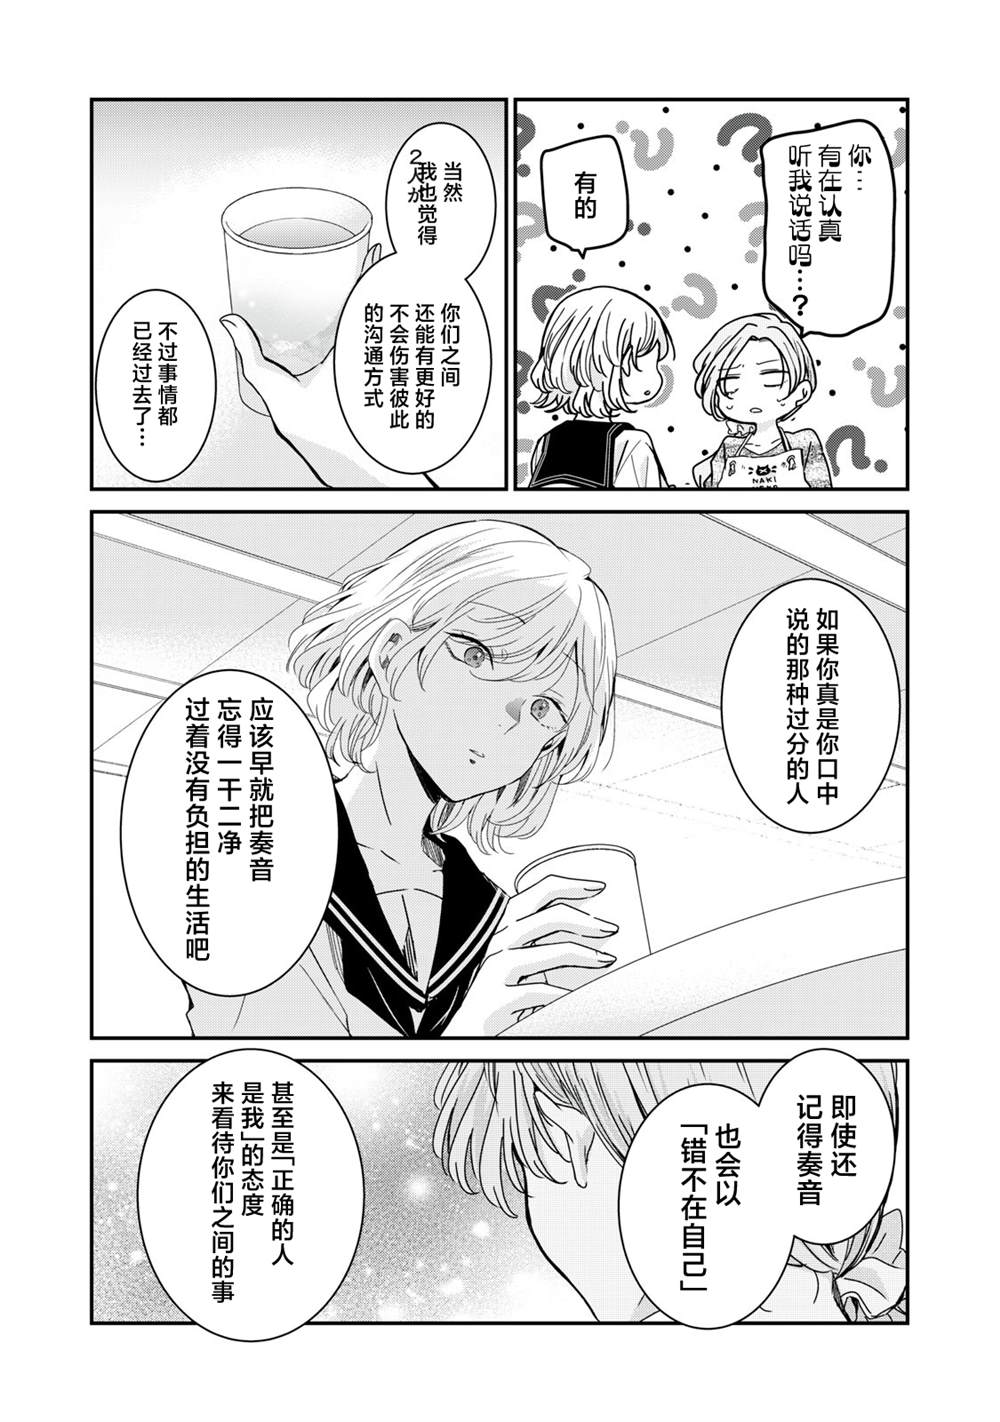 你…
有在认真
听我说话吗…?
有的
NAKI
当然
我也觉得
你们之间
还能有更好的
不会伤害彼此
的沟通方式
不过事情都
已经过去了…
如果你真是你口中
说的那种过分的人
应该早就把奏音
忘得一干二净
过着没有负担的生活吧
即使还
记得奏音
也会以
「错不在自己」
甚至是「正确的人
是我」的态度
来看待你们之间的事